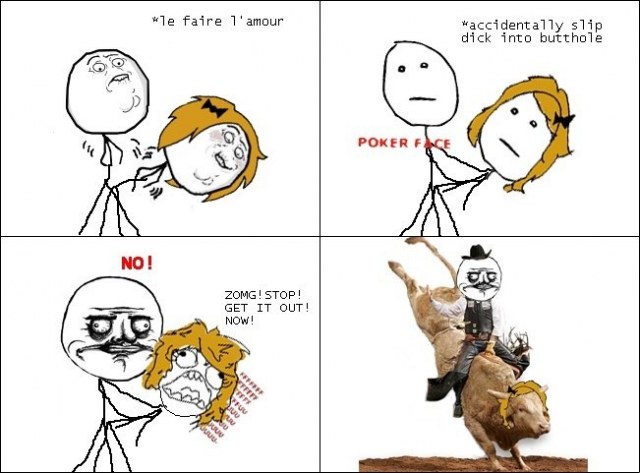 *le faire l'amour
*accidentally slip
dick into butthole
POKER FACE
NO!
ZOMG!STOP!
GET IT OUT!
NOW!